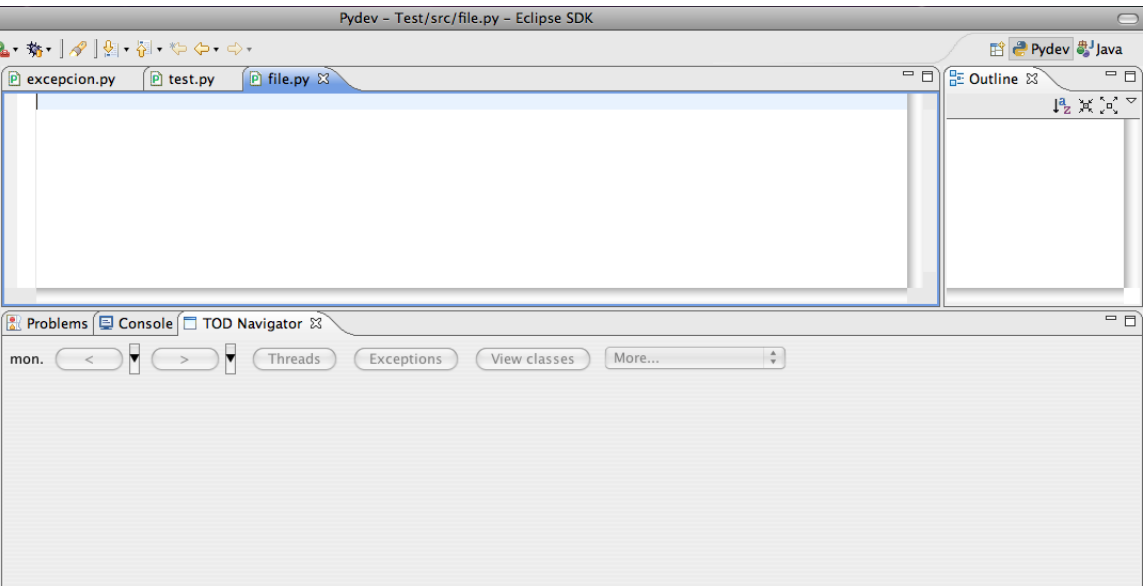 Pydev – Test/src/file.py – Eclipse SDK
Pydev Java
excepcion.py test.py file.py Outline
Problems Console TOD Navigator
mon. < > Threads Exceptions View classes More...